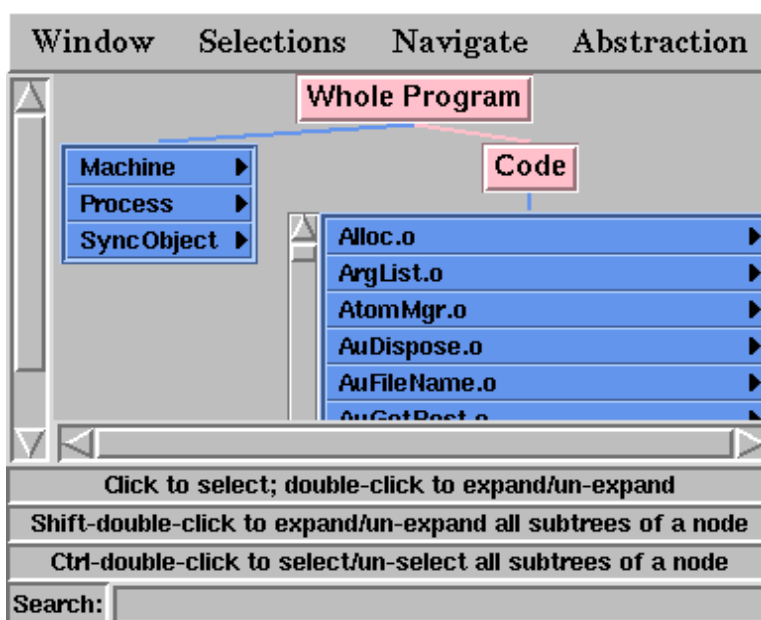 Window Selections Navigate Abstraction
Whole Program
Machine
Process
SyncObject
Code
Alloc.o
ArgList.o
AtomMgr.o
AuDispose.o
AuFileName.o
AuGetBest.o
Click to select; double-click to expand/un-expand
Shift-double-click to expand/un-expand all subtrees of a node
Ctrl-double-click to select/un-select all subtrees of a node
Search: